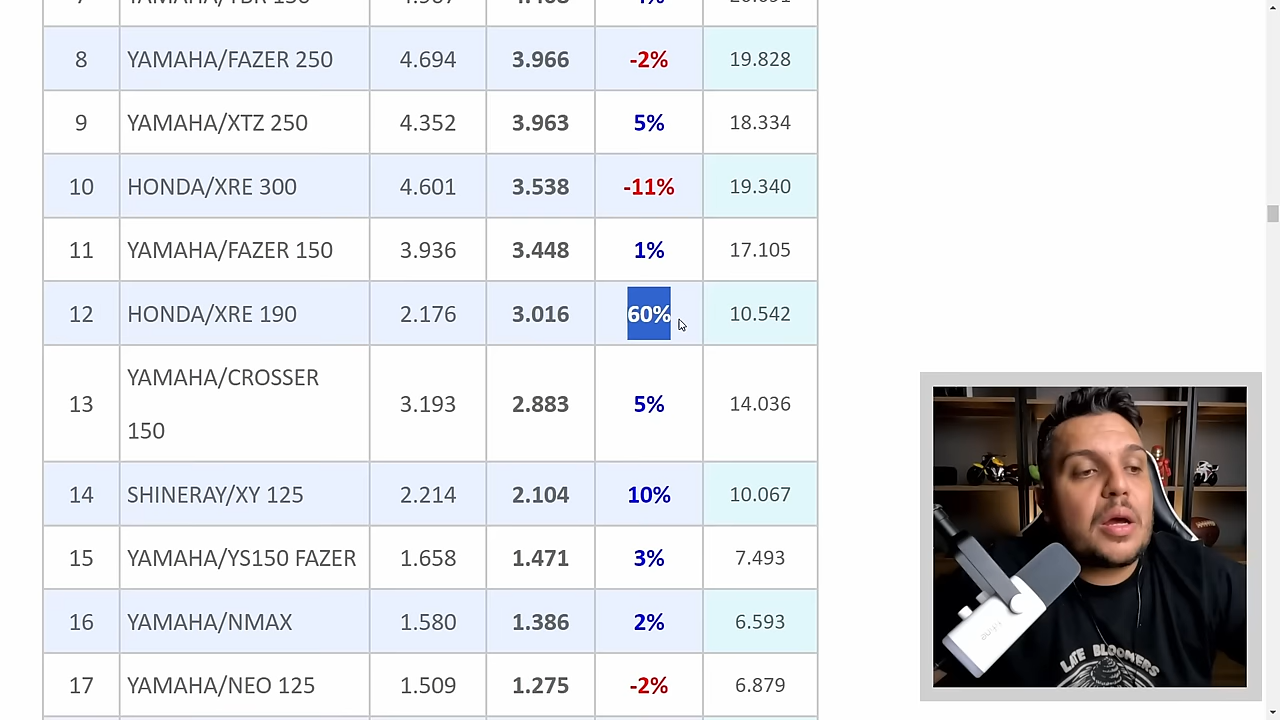 8 YAMAHA/FAZER 250 4.694 3.966 -2% 19.828
9 YAMAHA/XTZ 250 4.352 3.963 5% 18.334
10 HONDA/XRE 300 4.601 3.538 -11% 19.340
11 YAMAHA/FAZER 150 3.936 3.448 1% 17.105
12 HONDA/XRE 190 2.176 3.016 60% 10.542
13 YAMAHA/CROSSER 150 3.193 2.883 5% 14.036
14 SHINERAY/XY 125 2.214 2.104 10% 10.067
15 YAMAHA/YS150 FAZER 1.658 1.471 3% 7.493
16 YAMAHA/NMAX 1.580 1.386 2% 6.593
17 YAMAHA/NEO 125 1.509 1.275 -2% 6.879
LATE BLOOMERS